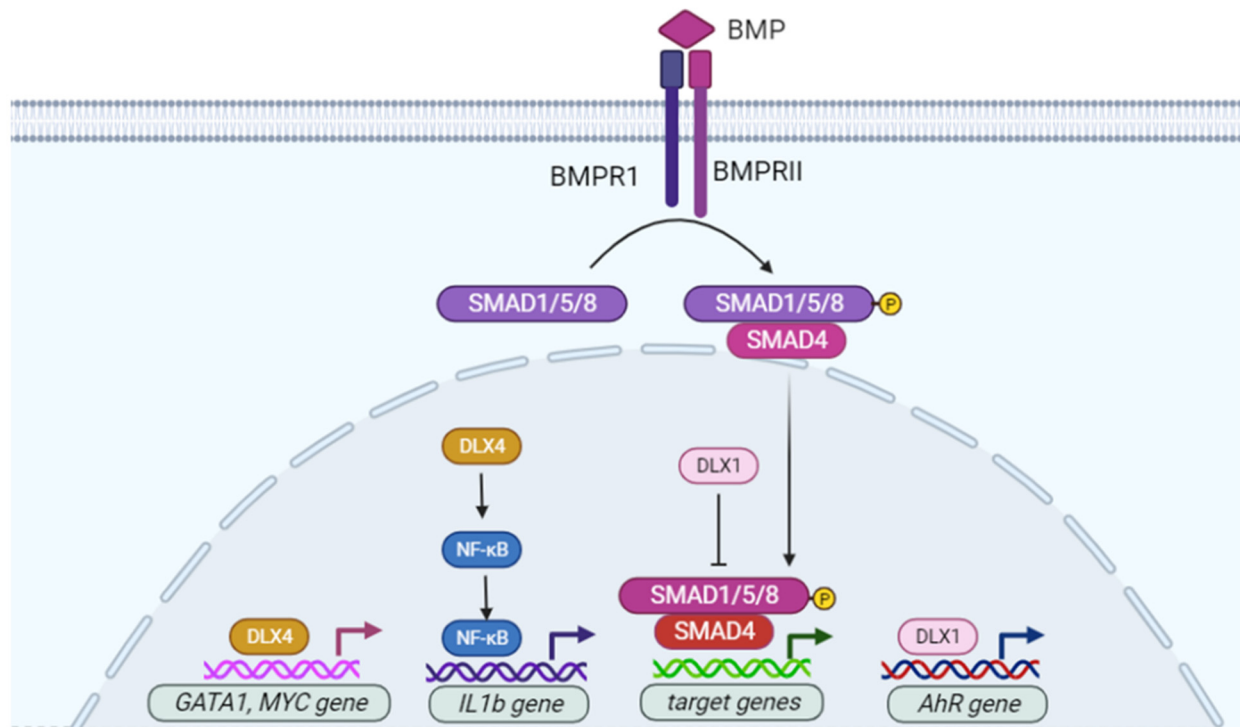 BMP
BMPR1
BMPRII
SMAD1/5/8
SMAD1/5/8
P
SMAD4
DLX4
DLX1
NF-κB
SMAD1/5/8
P
DLX4
NF-κB
SMAD4
DLX1
GATA1, MYC gene
IL1b gene
target genes
AhR gene